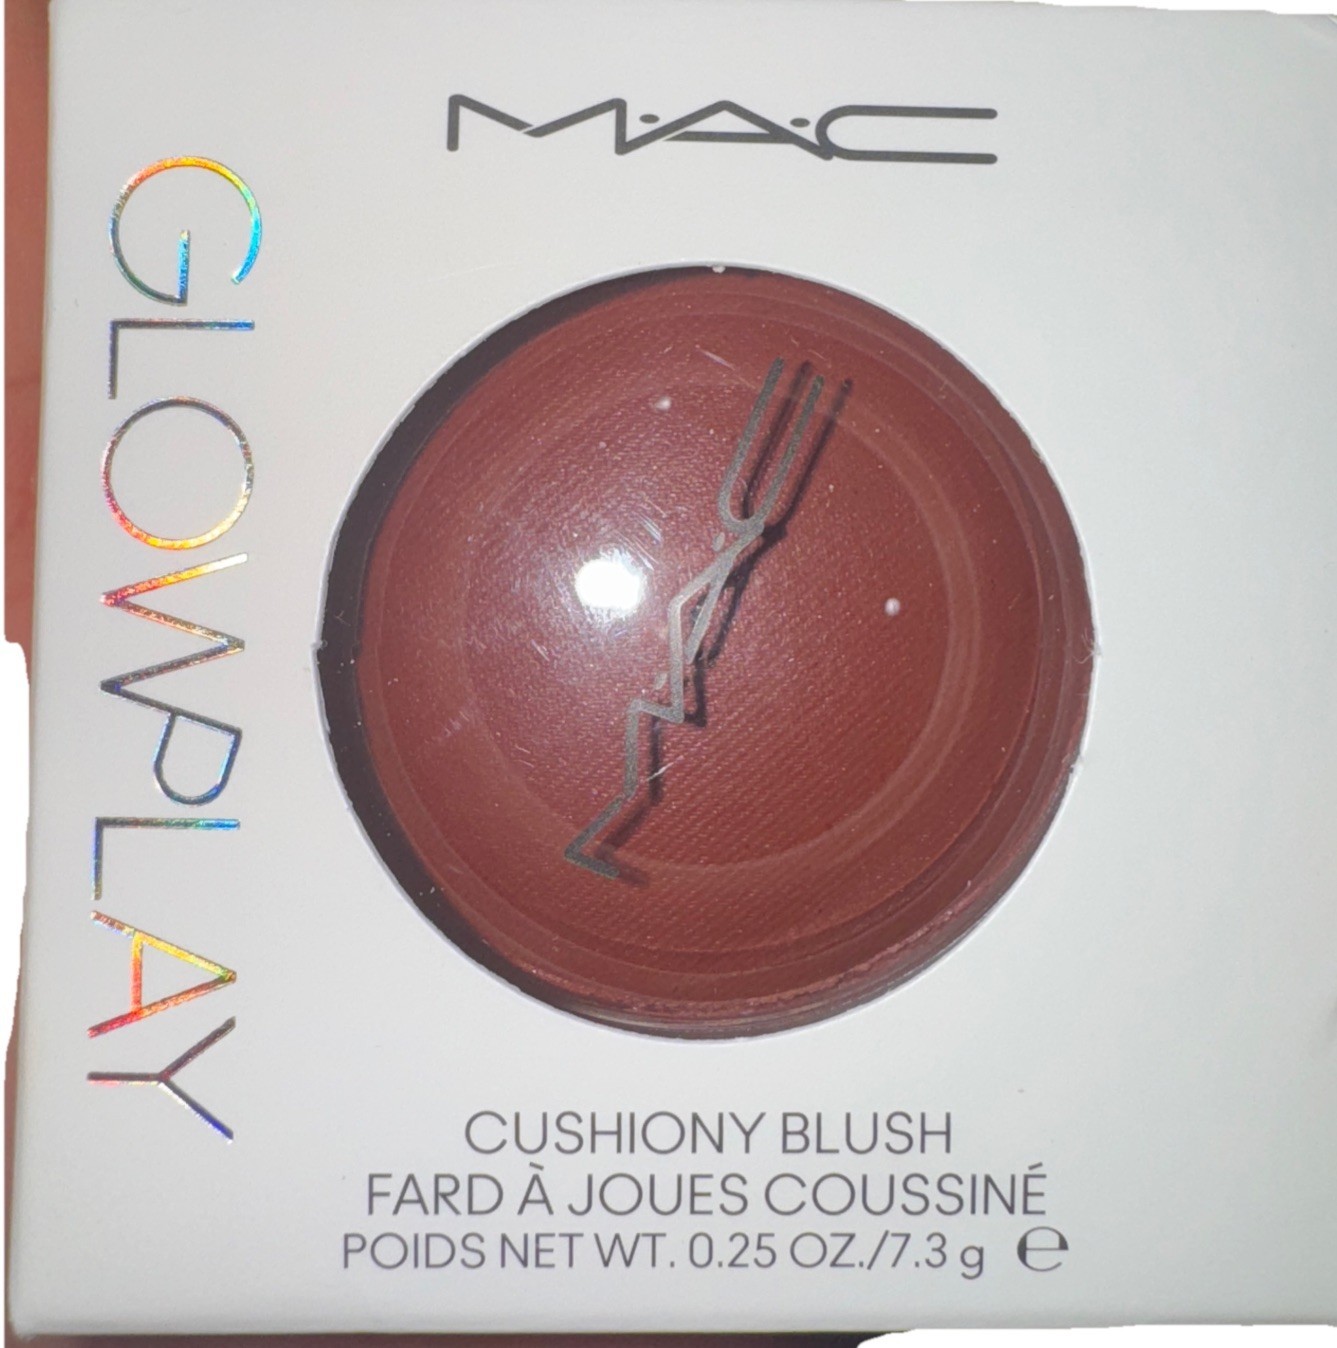 M·A·C
GLOWPLAY
M·A·C
CUSHIONY BLUSH
FARD À JOUES COUSSINÉ
POIDS NET WT. 0.25 OZ./7.3 g ℮